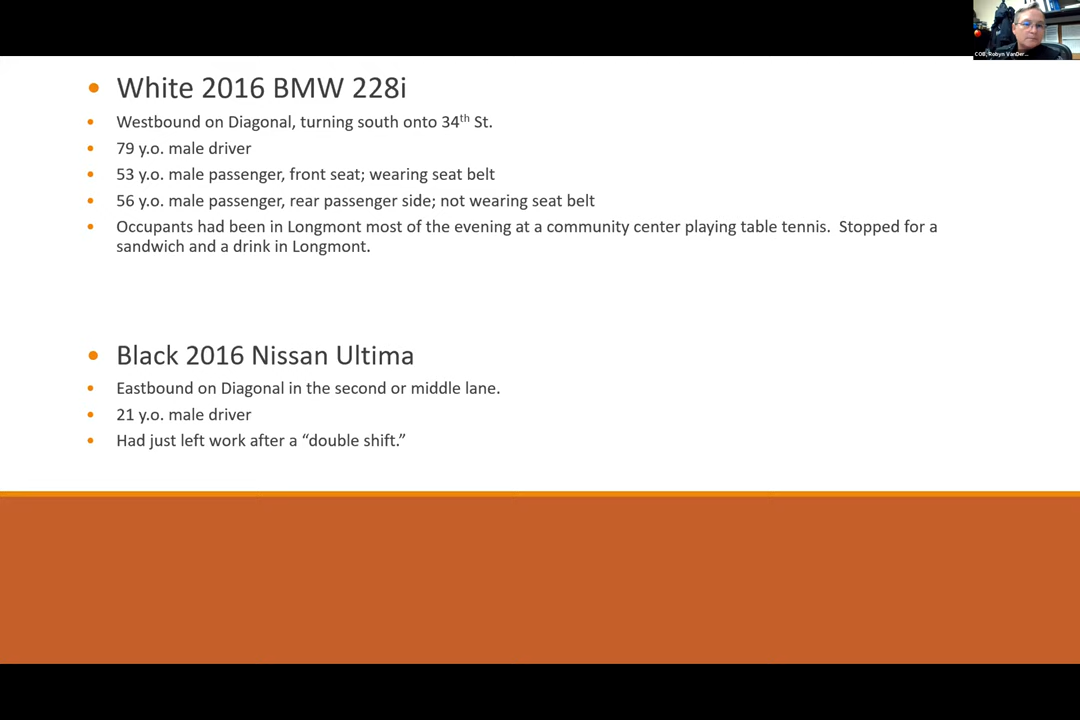 COB, Robyn VanDer...
• White 2016 BMW 228i
• Westbound on Diagonal, turning south onto 34th St.
• 79 y.o. male driver
• 53 y.o. male passenger, front seat; wearing seat belt
• 56 y.o. male passenger, rear passenger side; not wearing seat belt
• Occupants had been in Longmont most of the evening at a community center playing table tennis.  Stopped for a
sandwich and a drink in Longmont.
• Black 2016 Nissan Ultima
• Eastbound on Diagonal in the second or middle lane.
• 21 y.o. male driver
• Had just left work after a “double shift.”